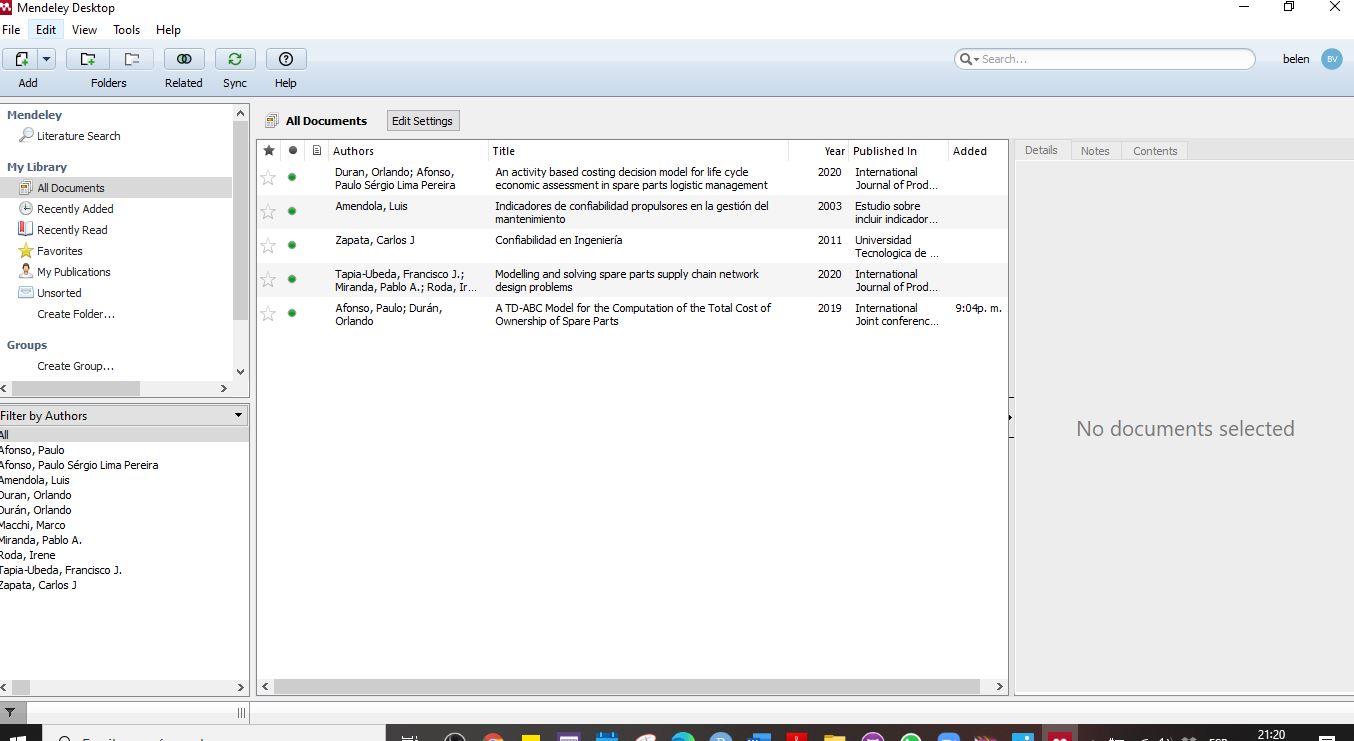 Mendeley Desktop
File Edit View Tools Help
Search...
belen BV
Add Folders Related Sync Help
Mendeley
Literature Search
My Library
All Documents
Recently Added
Recently Read
Favorites
My Publications
Unsorted
Create Folder...
Groups
Create Group...
Filter by Authors
All
Afonso, Paulo
Afonso, Paulo Sérgio Lima Pereira
Amendola, Luis
Duran, Orlando
Durán, Orlando
Macchi, Marco
Miranda, Pablo A.
Roda, Irene
Tapia-Ubeda, Francisco J.
Zapata, Carlos J
All Documents Edit Settings
Authors Title Year Published In Added
Duran, Orlando; Afonso, An activity based costing decision model for life cycle 2020 International
Paulo Sérgio Lima Pereira economic assessment in spare parts logistic management Journal of Prod...
Amendola, Luis Indicadores de confiabilidad propulsores en la gestión del 2003 Estudio sobre
mantenimiento incluir indicador...
Zapata, Carlos J Confiabilidad en Ingeniería 2011 Universidad
Tecnologica de ...
Tapia-Ubeda, Francisco J.; Modelling and solving spare parts supply chain network 2020 International
Miranda, Pablo A.; Roda, Ir... design problems Journal of Prod...
Afonso, Paulo; Durán, A TD-ABC Model for the Computation of the Total Cost of 2019 International 9:04p. m.
Orlando Ownership of Spare Parts Joint conferenc...
Details Notes Contents
No documents selected
21:20